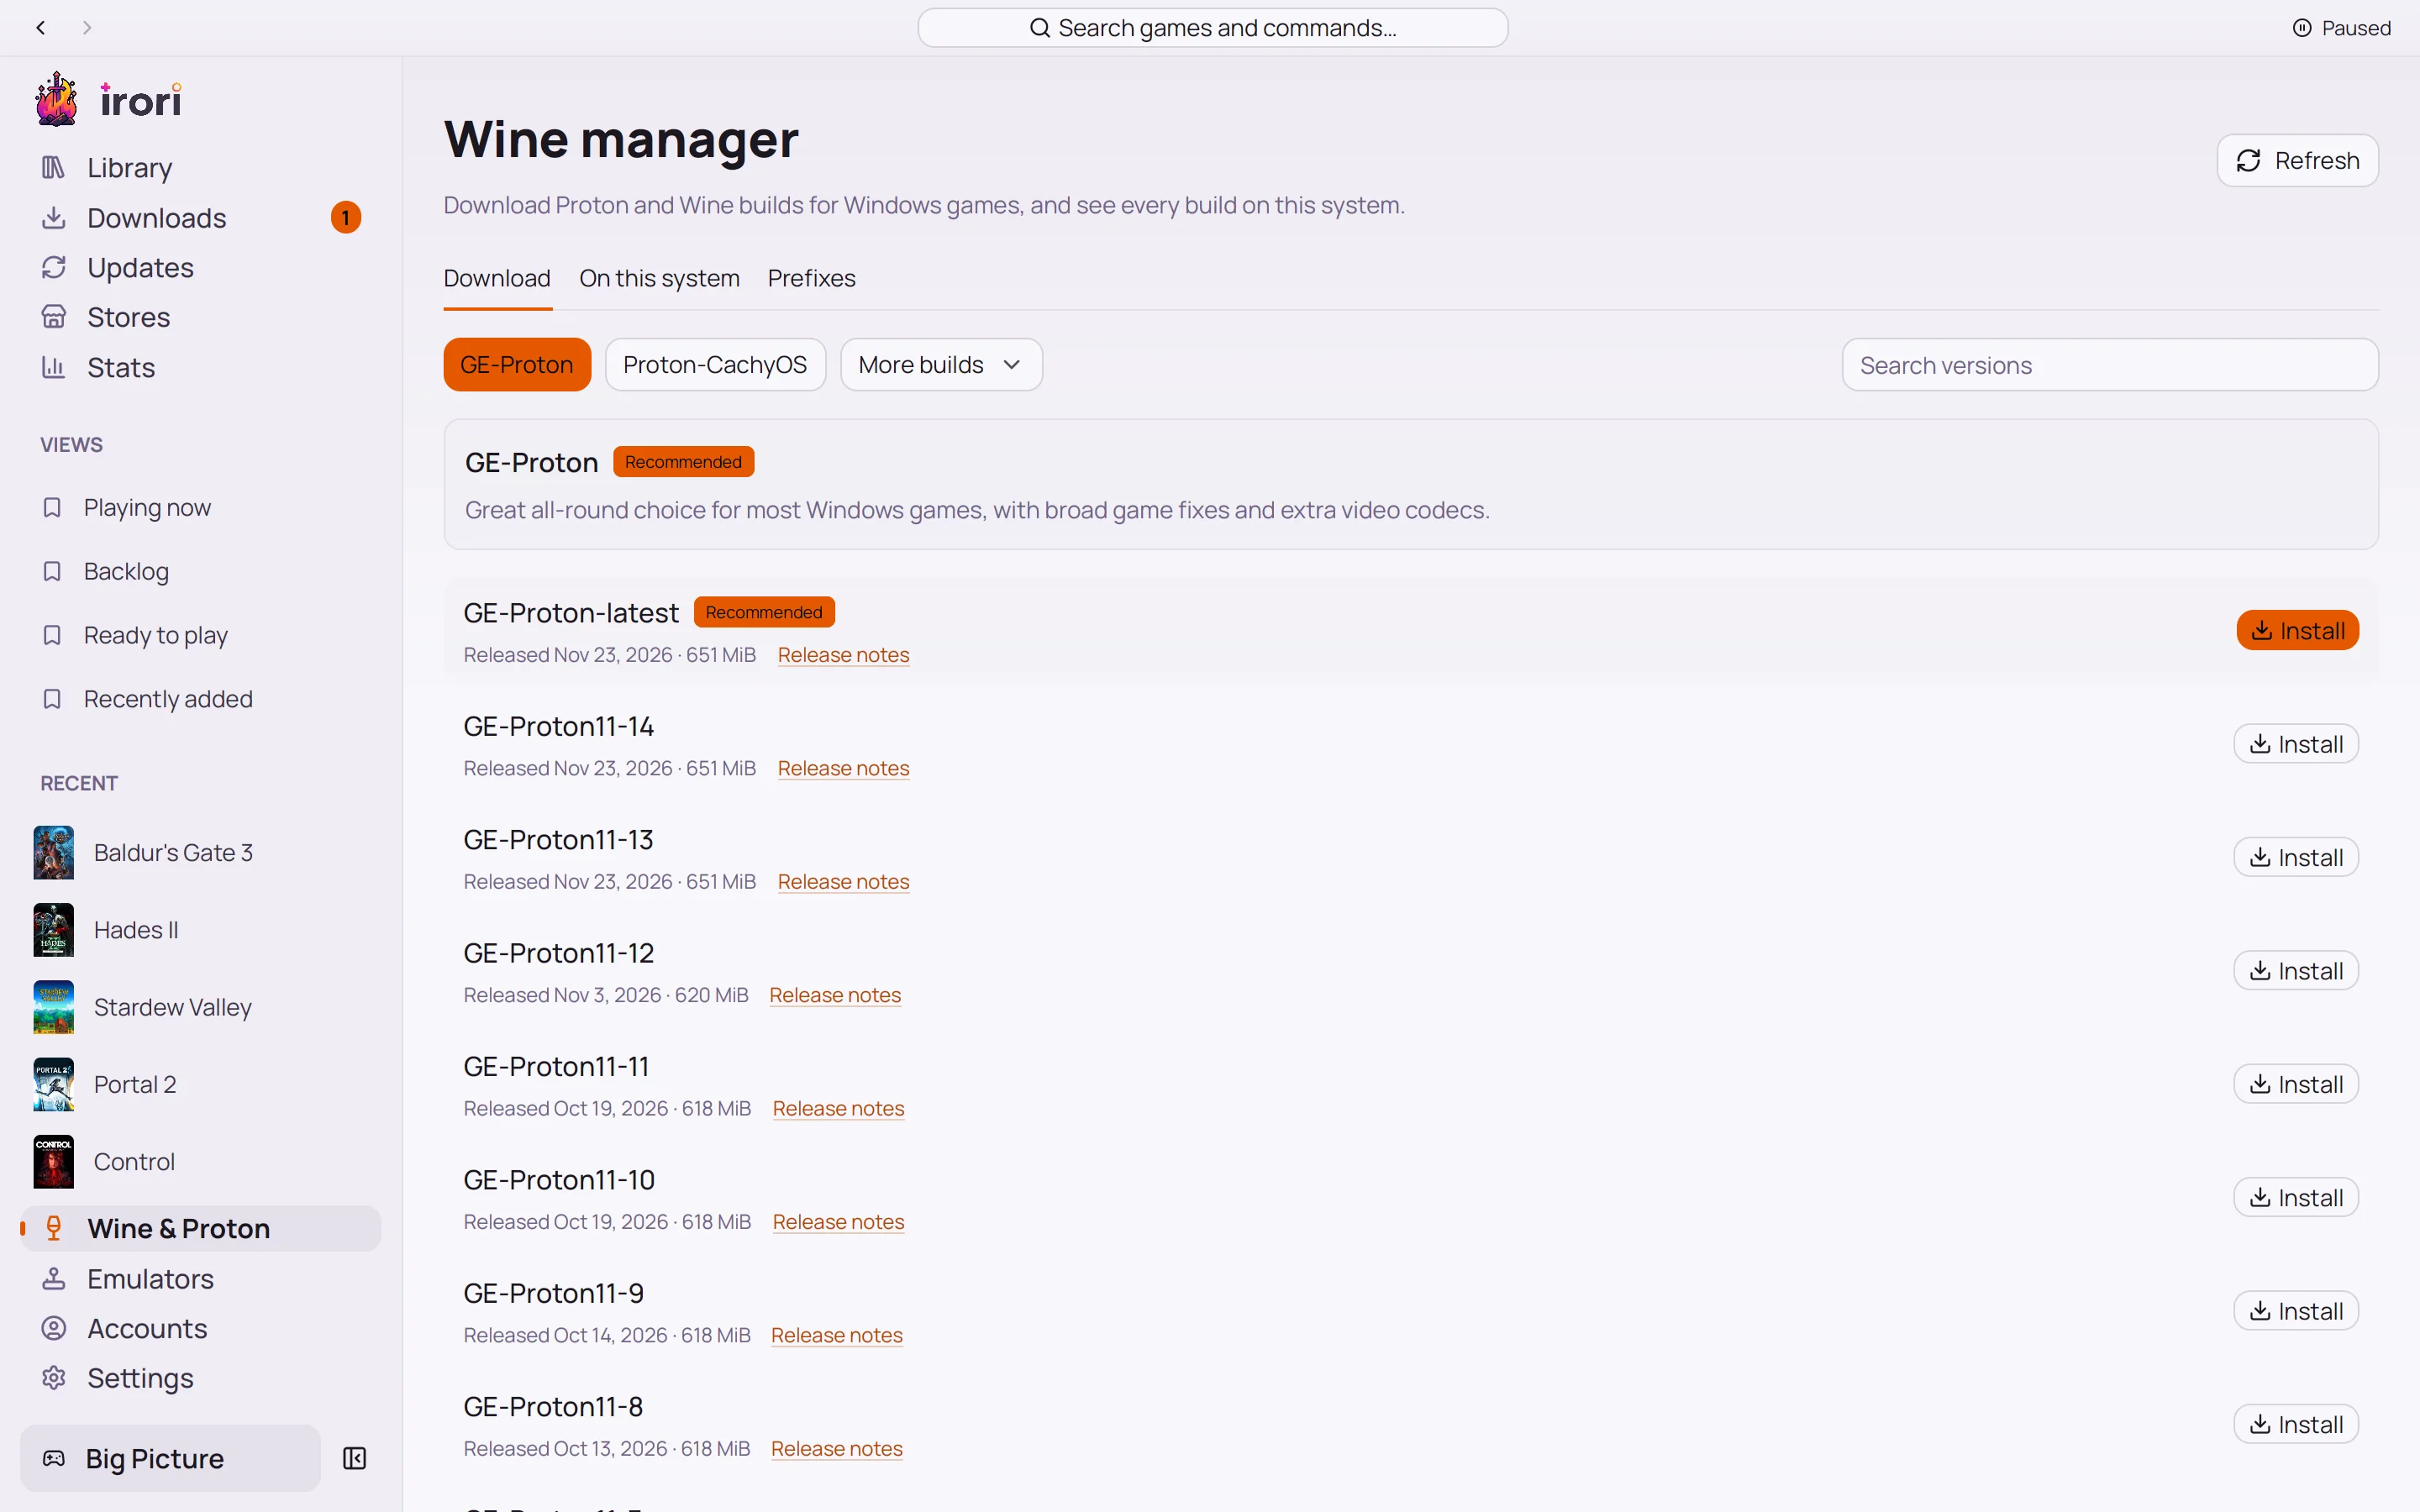 Search games and commands...
Paused
irori
Library
Downloads
1
Updates
Stores
Stats
VIEWS
Playing now
Backlog
Ready to play
Recently added
RECENT
Baldur's Gate 3
HADES
Hades II
STARDEW VALLEY
Stardew Valley
PORTAL 2
Portal 2
CONTROL
Control
Wine & Proton
Emulators
Accounts
Settings
Big Picture
Wine manager
Download Proton and Wine builds for Windows games, and see every build on this system.
Refresh
Download
On this system
Prefixes
GE-Proton
Proton-CachyOS
More builds
Search versions
GE-Proton Recommended
Great all-round choice for most Windows games, with broad game fixes and extra video codecs.
GE-Proton-latest Recommended
Released Nov 23, 2026 · 651 MiB Release notes
Install
GE-Proton11-14
Released Nov 23, 2026 · 651 MiB Release notes
Install
GE-Proton11-13
Released Nov 23, 2026 · 651 MiB Release notes
Install
GE-Proton11-12
Released Nov 3, 2026 · 620 MiB Release notes
Install
GE-Proton11-11
Released Oct 19, 2026 · 618 MiB Release notes
Install
GE-Proton11-10
Released Oct 19, 2026 · 618 MiB Release notes
Install
GE-Proton11-9
Released Oct 14, 2026 · 618 MiB Release notes
Install
GE-Proton11-8
Released Oct 13, 2026 · 618 MiB Release notes
Install